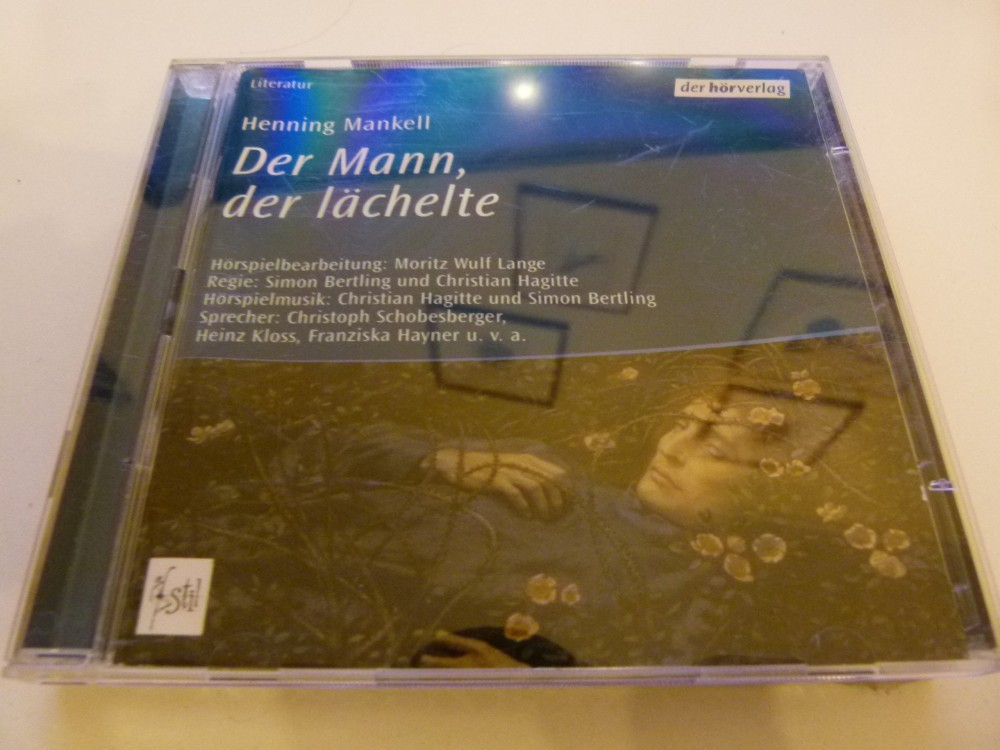 Literatur
der hörverlag
Henning Mankell
Der Mann,
der lächelte
Hörspielbearbeitung: Moritz Wulf Lange
Regie: Simon Bertling und Christian Hagitte
Hörspielmusik: Christian Hagitte und Simon Bertling
Sprecher: Christoph Schobesberger,
Heinz Kloss, Franziska Hayner u. v. a.
Stil